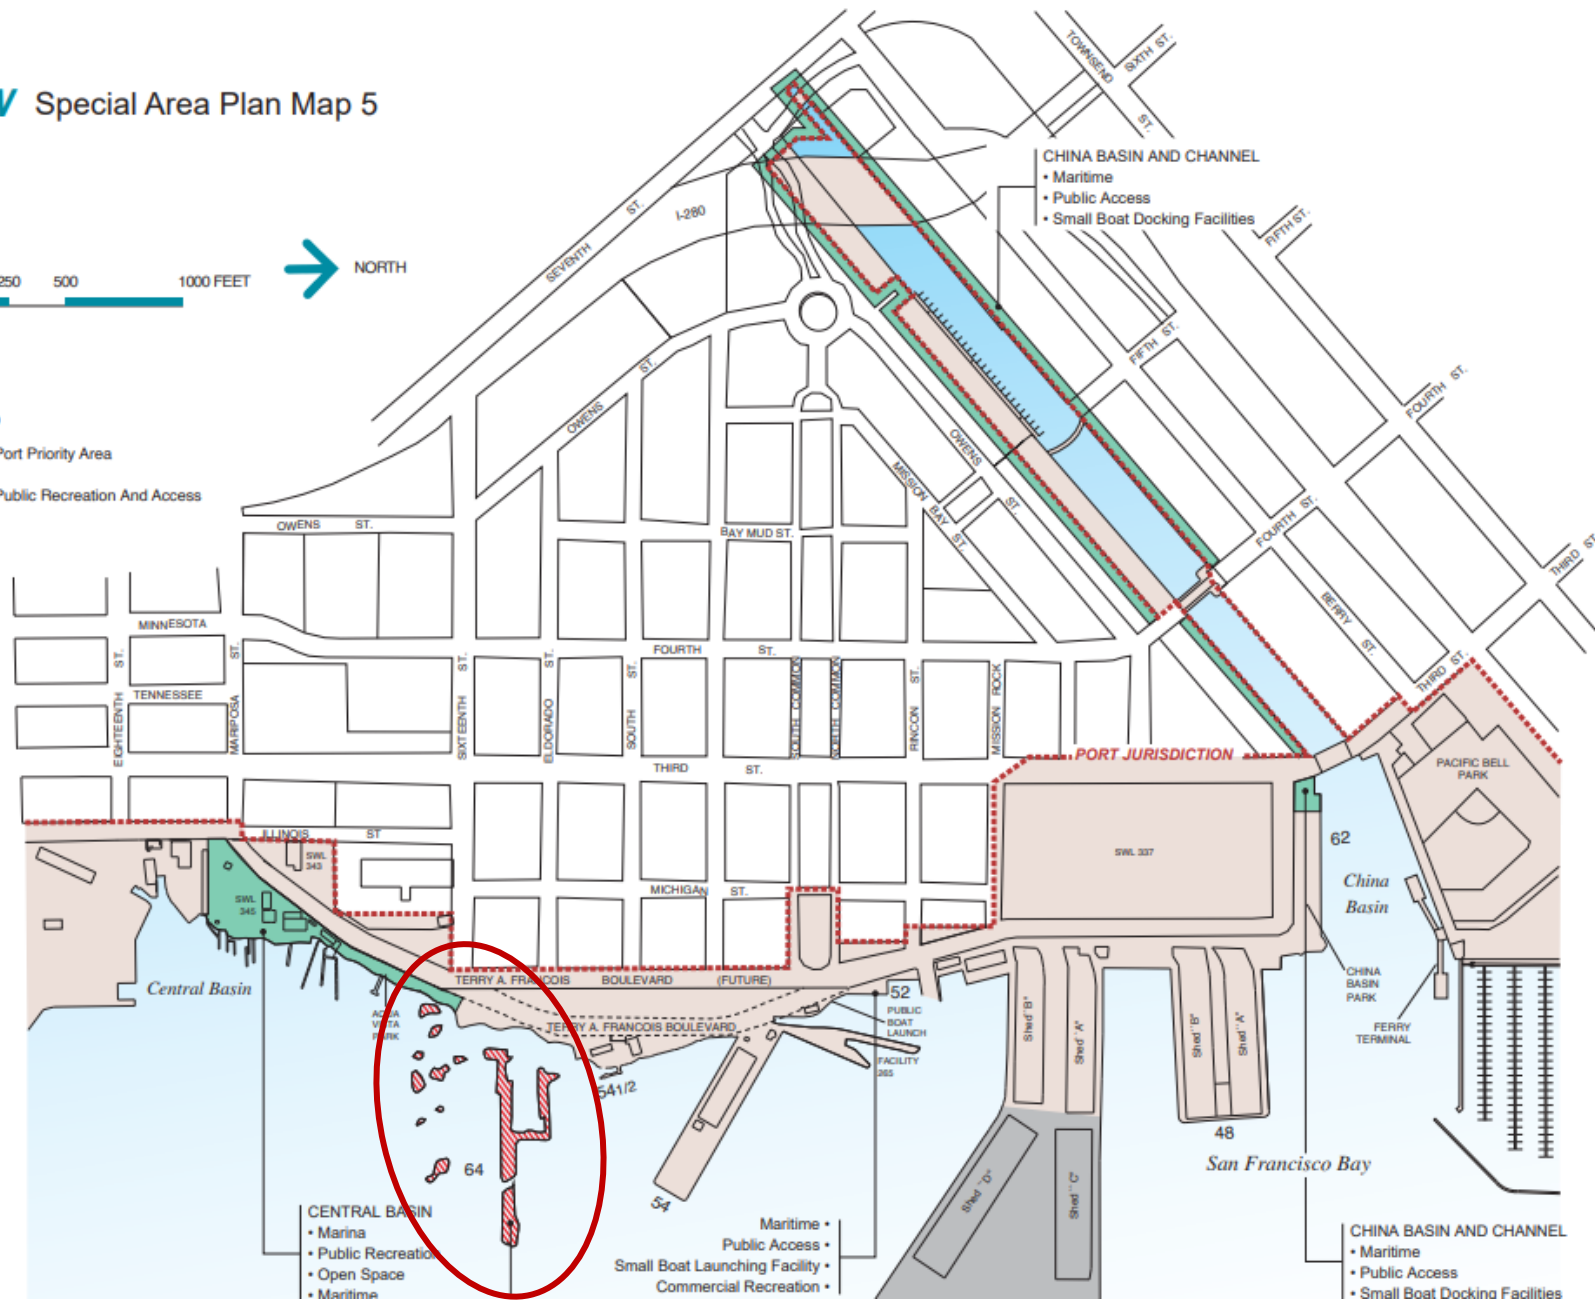 V Special Area Plan Map 5
250 500 1000 FEET
NORTH
Port Priority Area
Public Recreation And Access
TOWNSEND ST.
SIXTH ST.
CHINA BASIN AND CHANNEL
• Maritime
• Public Access
• Small Boat Docking Facilities
FIFTH ST.
I-280
SEVENTH ST.
FIFTH ST.
FOURTH ST.
OWENS ST.
OWENS ST.
MISSION BAY ST.
FOURTH ST.
THIRD ST.
OWENS ST.
BAY MUD ST.
BERRY ST.
THIRD ST.
MINNESOTA
FOURTH ST.
TENNESSEE
EIGHTEENTH ST.
MARIPOSA ST.
SIXTEENTH ST.
ELDORADO ST.
SOUTH ST.
SOUTH COMMON
NORTH COMMON
RINCON ST.
MISSION ROCK
PORT JURISDICTION
THIRD ST.
PACIFIC BELL
PARK
ILLINOIS ST
SWL
343
SWL 337
62
China
Basin
MICHIGAN ST.
SWL
345
TERRY A. FRANCOIS BOULEVARD (FUTURE)
Central Basin
AQUA
VISTA
PARK
TERRY A. FRANCOIS BOULEVARD
52
PUBLIC
BOAT
LAUNCH
FACILITY
265
CHINA
BASIN
PARK
FERRY
TERMINAL
Shed "B"
Shed "A"
Shed "B"
Shed "A"
541/2
64
54
48
San Francisco Bay
Shed "D"
Shed "C"
CENTRAL BASIN
• Marina
• Public Recreation
• Open Space
• Maritime
Maritime •
Public Access •
Small Boat Launching Facility •
Commercial Recreation •
CHINA BASIN AND CHANNEL
• Maritime
• Public Access
• Small Boat Docking Facilities